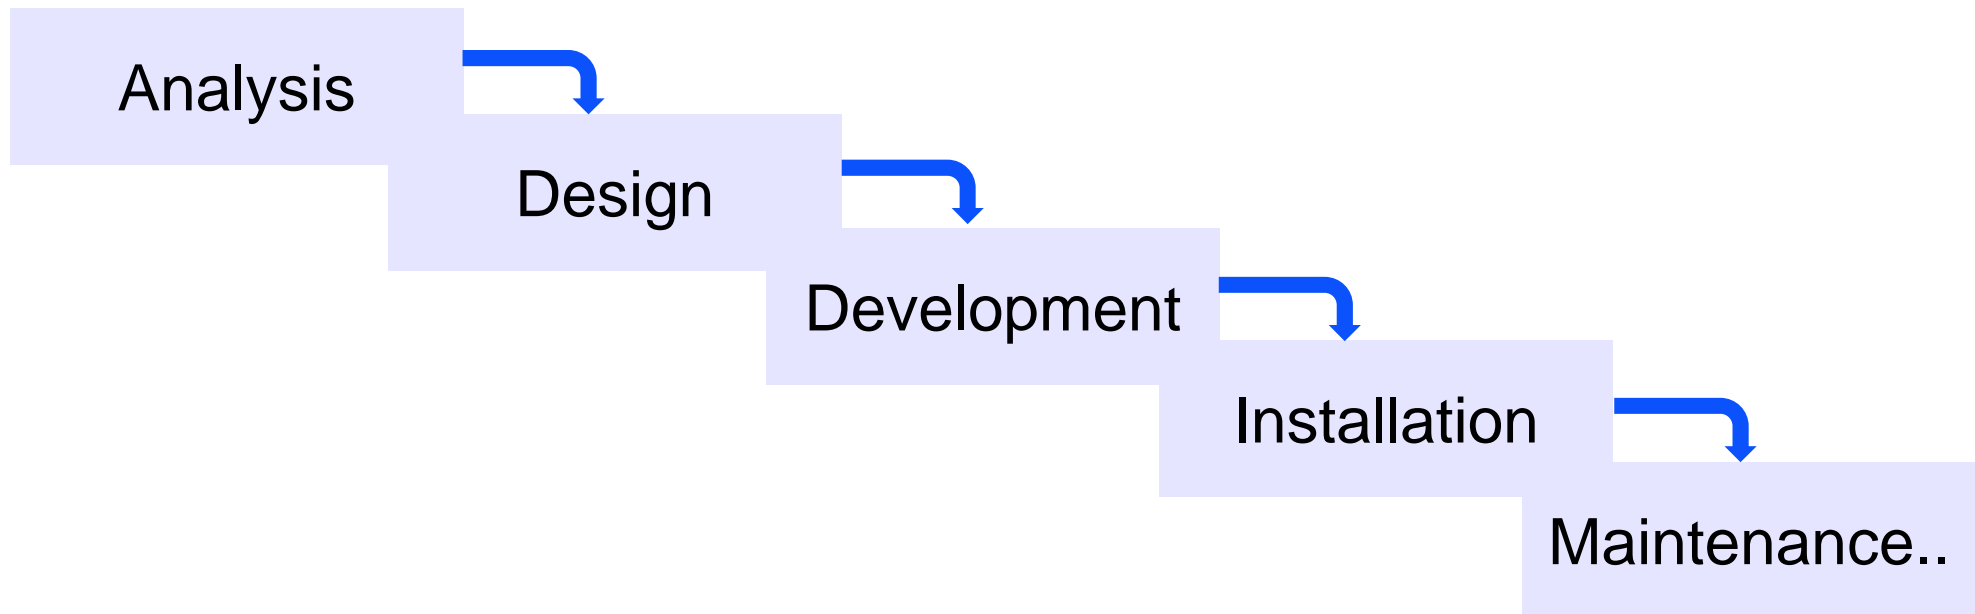 Analysis
Design
Development
Installation
Maintenance..